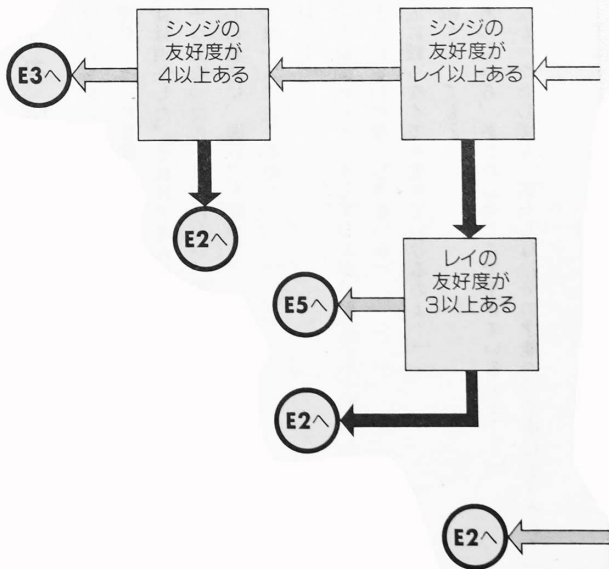 シンジの
友好度が
4以上ある
シンジの
友好度が
レイ以上ある
E3へ
E2へ
レイの
友好度が
3以上ある
E5へ
E2へ
E2へ